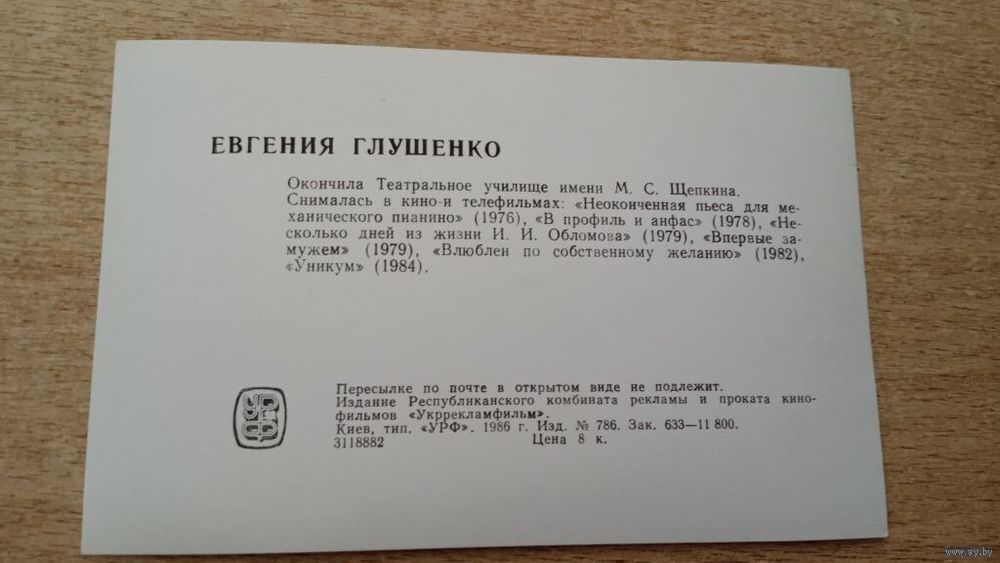 ЕВГЕНИЯ ГЛУШЕНКО
Окончила Театральное училище имени М. С. Щепкина.
Снималась в кино-и телефильмах: «Неоконченная пьеса для ме-
ханического пианино» (1976), «В профиль и анфас» (1978), «Не-
сколько дней из жизни И. И. Обломова» (1979), «Впервые за-
мужем» (1979), «Влюблен по собственному желанию» (1982),
«Уникум» (1984).
УРФ
Пересылке по почте в открытом виде не подлежит.
Издание Республиканского комбината рекламы и проката кино-
фильмов «Укррекламфильм».
Киев, тип. «УРФ». 1986 г. Изд. № 786. Зак. 633—11 800.
3118882 Цена 8 к.
www.ay.by